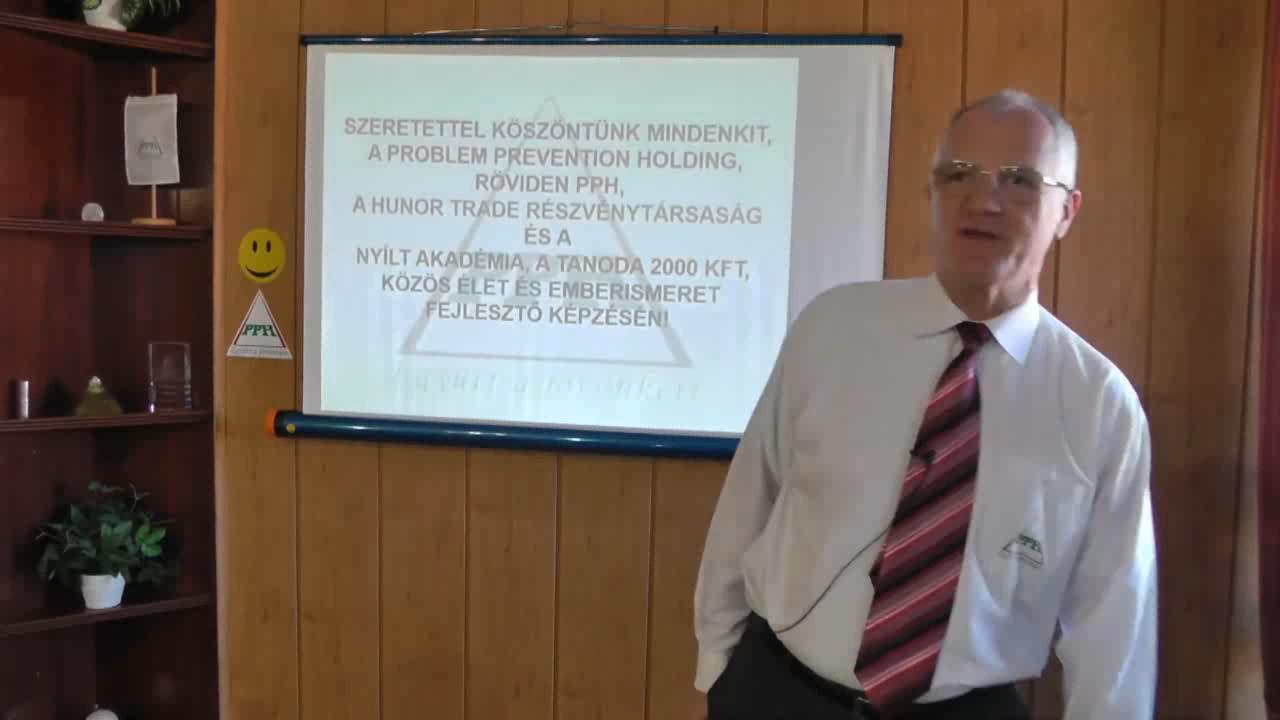 SZERETETTEL KÖSZÖNTÜNK MINDENKIT,
A PROBLEM PREVENTION HOLDING,
RÖVIDEN PPH,
A HUNOR TRADE RÉSZVÉNYTÁRSASÁG
ÉS A
NYÍLT AKADÉMIA, A TANODA 2000 KFT,
KÖZÖS ÉLET ÉS EMBERISMERET
FEJLESZTŐ KÉPZÉSÉN!
PPH
PPH